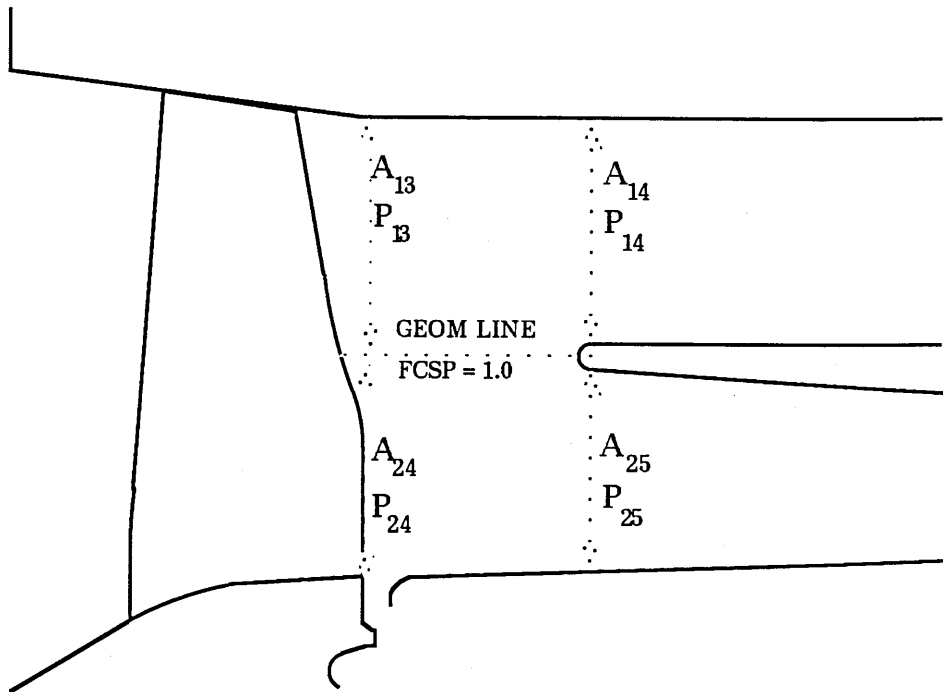 A13
P13
A14
P14
GEOM LINE
FCSP = 1.0
A24
P24
A25
P25